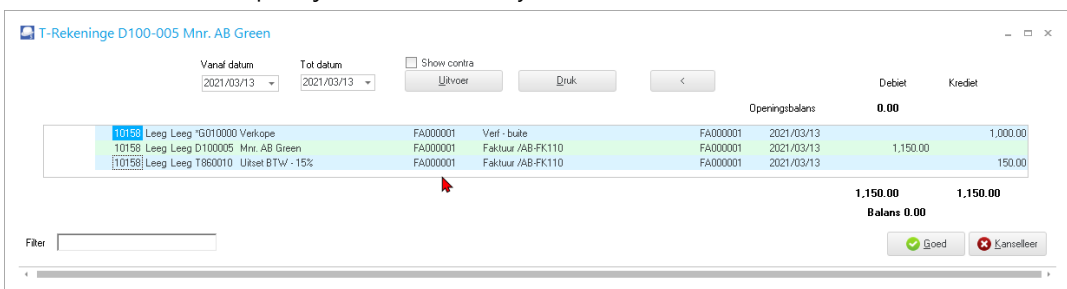 T-Rekeninge D100-005 Mnr. AB Green
Vanaf datum Tot datum Show contra
2021/03/13 2021/03/13 Uitvoer Druk < Debiet Krediet
Openingsbalans 0.00
10158 Leeg Leeg *G010000 Verkope FA000001 Verf - buite FA000001 2021/03/13 1,000.00
10158 Leeg Leeg D100005 Mnr. AB Green FA000001 Faktuur /AB-FK110 FA000001 2021/03/13 1,150.00
10158 Leeg Leeg T860010 Uitset BTW - 15% FA000001 Faktuur /AB-FK110 FA000001 2021/03/13 150.00
1,150.00 1,150.00
Balans 0.00
Filter Goed Kanselleer